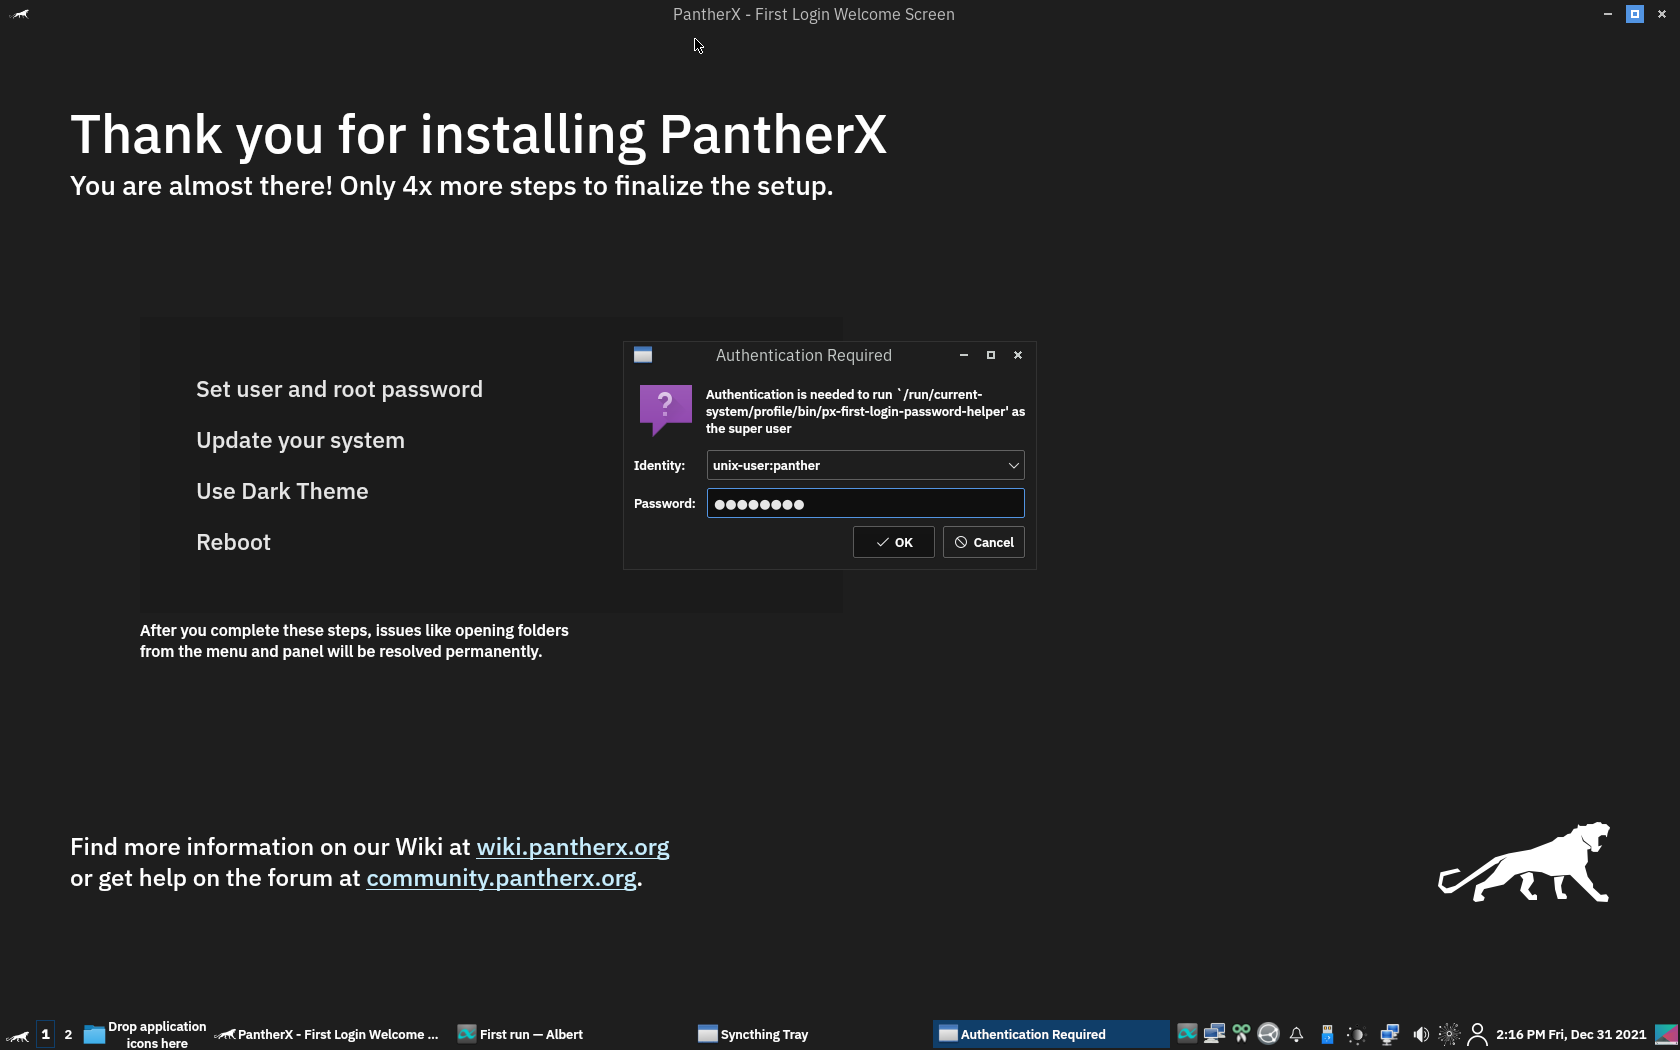 PantherX - First Login Welcome Screen
Thank you for installing PantherX
You are almost there! Only 4x more steps to finalize the setup.
Set user and root password
Update your system
Use Dark Theme
Reboot
After you complete these steps, issues like opening folders
from the menu and panel will be resolved permanently.
Authentication Required
Authentication is needed to run `/run/current-
system/profile/bin/px-first-login-password-helper' as
the super user
Identity:
unix-user:panther
Password:
OK
Cancel
Find more information on our Wiki at wiki.pantherx.org
or get help on the forum at community.pantherx.org.
1
2
Drop application
icons here
PantherX - First Login Welcome ...
First run — Albert
Syncthing Tray
Authentication Required
2:16 PM Fri, Dec 31 2021